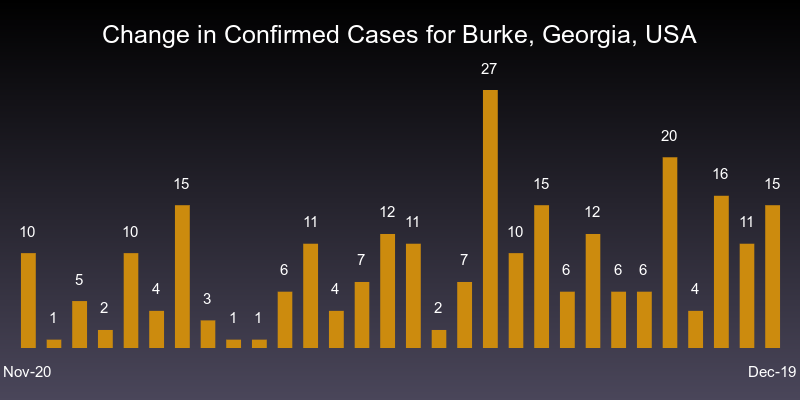 Change in Confirmed Cases for Burke, Georgia, USA
10 1 5 2 10 4 15 3 1 1 6 11 4 7 12 11 2 7 27 10 15 6 12 6 6 20 4 16 11 15
Nov-20 Dec-19